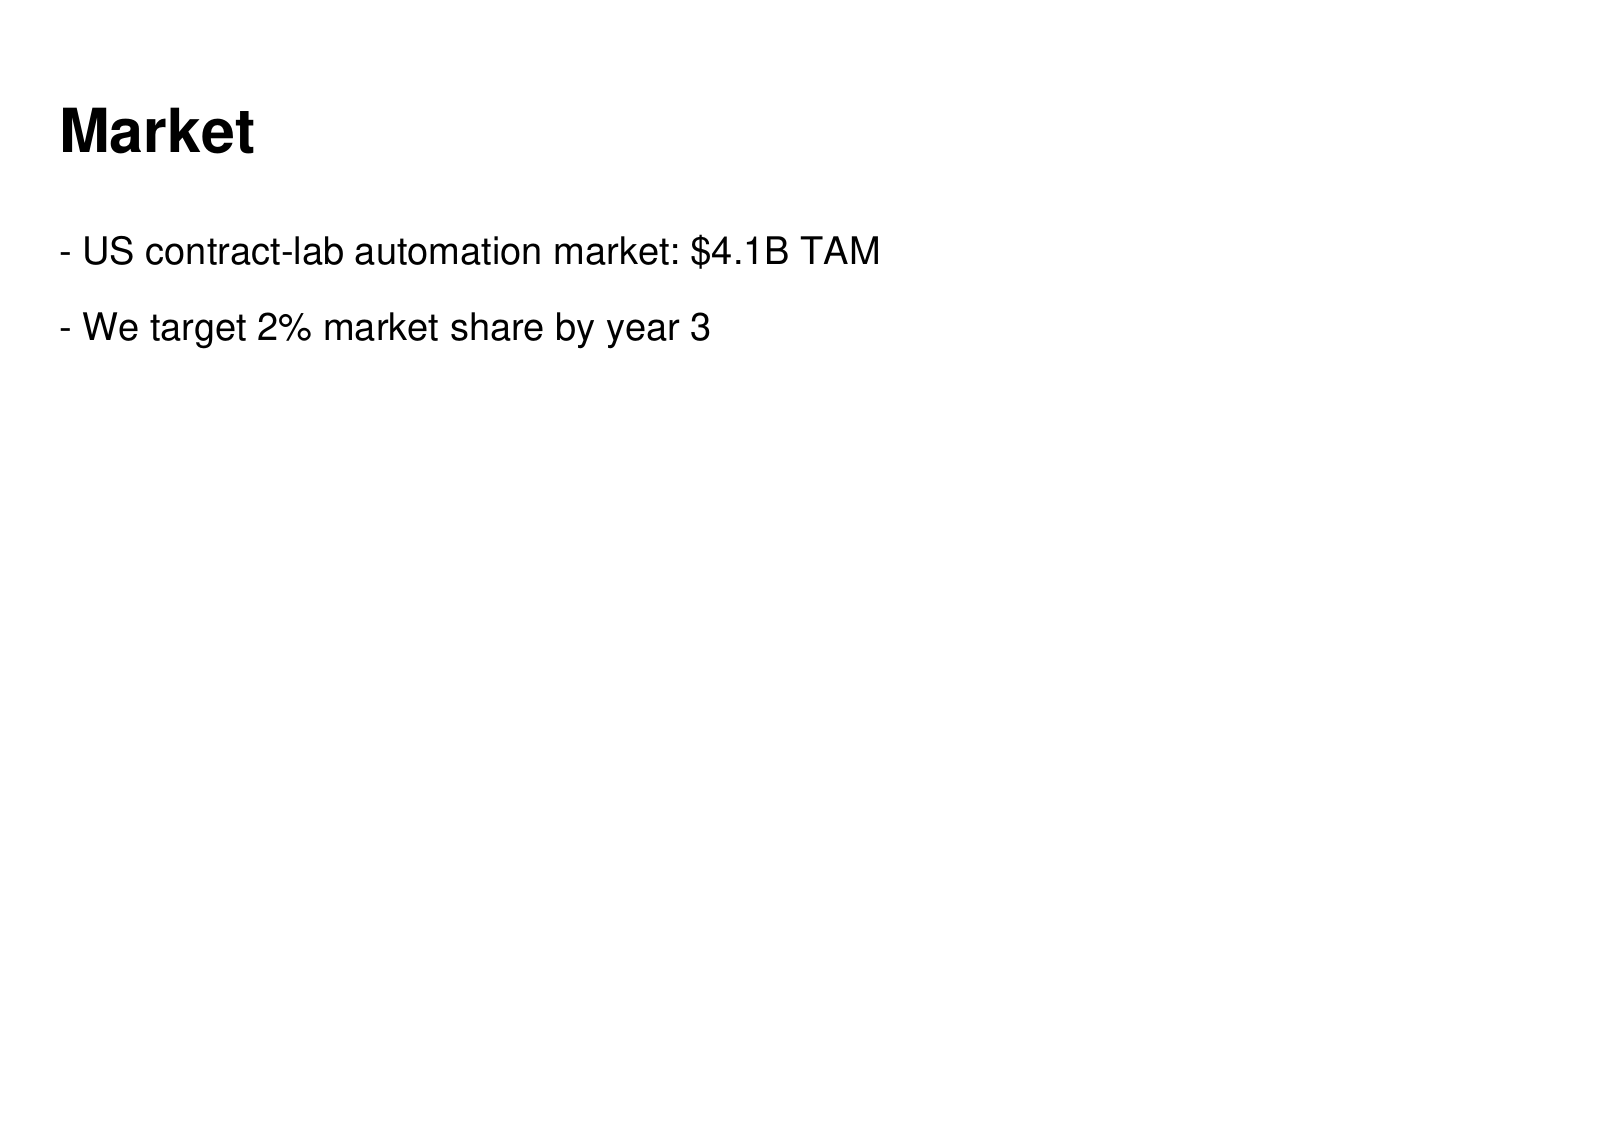 Market
- US contract-lab automation market: $4.1B TAM
- We target 2% market share by year 3